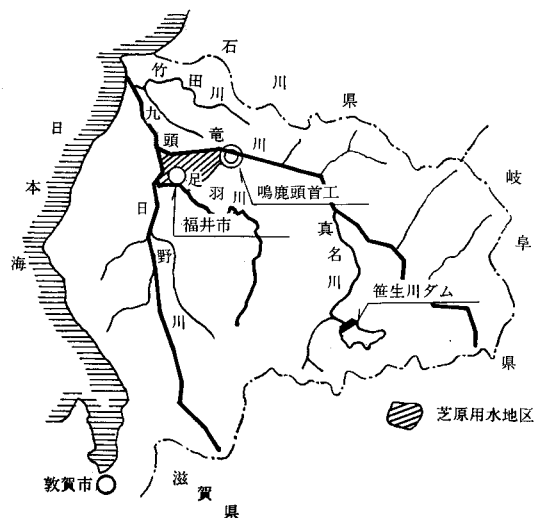 石川県
竹田川
九頭竜川
日本海
足羽川
鳴鹿頭首工
福井市
日野川
真名川
岐阜県
笹生川ダム
芝原用水地区
敦賀市
滋賀県